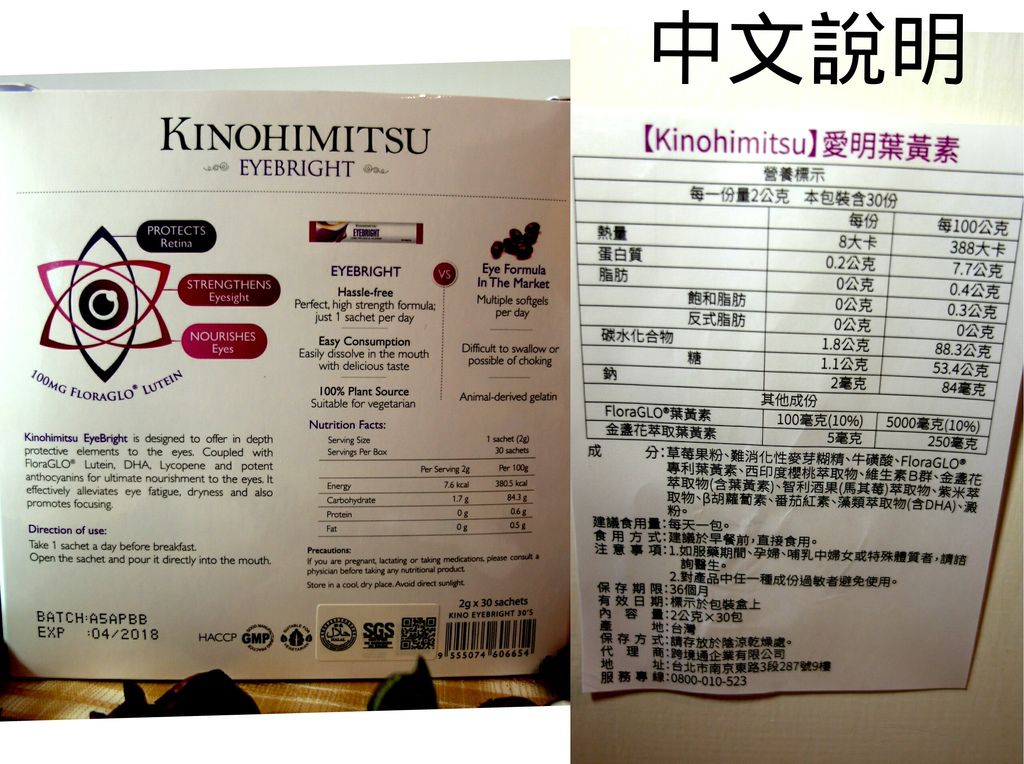 中文說明
KINOHIMITSU
EYEBRIGHT
PROTECTS
Retina
STRENGTHENS
Eyesight
NOURISHES
Eyes
100MG FLORAGLO® LUTEIN
EYEBRIGHT
EYEBRIGHT
Hassle-free
Perfect, high strength formula;
just 1 sachet per day
Easy Consumption
Easily dissolve in the mouth
with delicious taste
100% Plant Source
Suitable for vegetarian
VS
Eye Formula
In The Market
Multiple softgels
per day
Difficult to swallow or
possible of choking
Animal-derived gelatin
Kinohimitsu EyeBright is designed to offer in depth
protective elements to the eyes. Coupled with
FloraGLO® Lutein, DHA, Lycopene and potent
anthocyanins for ultimate nourishment to the eyes. It
effectively alleviates eye fatigue, dryness and also
promotes focusing.
Direction of use:
Take 1 sachet a day before breakfast.
Open the sachet and pour it directly into the mouth.
Nutrition Facts:
Serving Size 1 sachet (2g)
Servings Per Box 30 sachets
Per Serving 2g Per 100g
Energy 7.6 kcal 380.5 kcal
Carbohydrate 1.7 g 84.3 g
Protein 0 g 0.6 g
Fat 0 g 0.5 g
Precautions:
If you are pregnant, lactating or taking medications, please consult a
physician before taking any nutritional product.
Store in a cool, dry place. Avoid direct sunlight.
2g x 30 sachets
KINO EYEBRIGHT 30'S
BATCH:A5APBB
EXP :04/2018
HACCP GMP HALAL SGS
9 555074 606654
【Kinohimitsu】愛明葉黃素
營養標示
每一份量2公克 本包裝含30份
每份 每100公克
熱量 8大卡 388大卡
蛋白質 0.2公克 7.7公克
脂肪 0公克 0.4公克
飽和脂肪 0公克 0.3公克
反式脂肪 0公克 0公克
碳水化合物 1.8公克 88.3公克
糖 1.1公克 53.4公克
鈉 2毫克 84毫克
其他成份
FloraGLO®葉黃素 100毫克(10%) 5000毫克(10%)
金盞花萃取葉黃素 5毫克 250毫克
成 分:草莓果粉、難消化性麥芽糊精、牛磺酸、FloraGLO®
專利葉黃素、西印度櫻桃萃取物、維生素B群、金盞花
萃取物(含葉黃素)、智利酒果(馬其莓)萃取物、紫米萃
取物、β胡蘿蔔素、番茄紅素、藻類萃取物(含DHA)、澱
粉。
建議食用量:每天一包。
食用方式:建議於早餐前,直接食用。
注意事項:1.如服藥期間、孕婦、哺乳中婦女或特殊體質者,請諮
詢醫生。
2.對產品中任一種成份過敏者避免使用。
保存期限:36個月
有效日期:標示於包裝盒上
內容量:2公克×30包
產 地:台灣
保存方式:請存放於陰涼乾燥處。
代理商:跨境通企業有限公司
地 址:台北市南京東路3段287號9樓
服務專線:0800-010-523